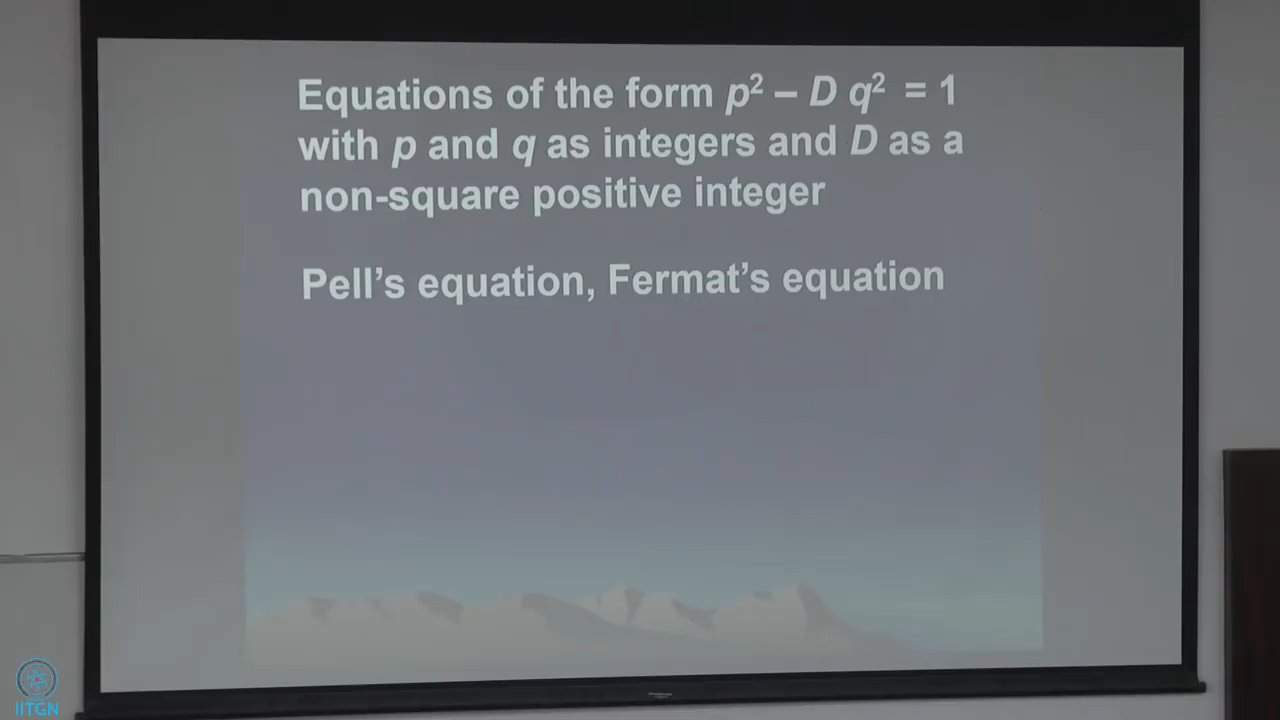 Equations of the form p² – D q² = 1
with p and q as integers and D as a
non-square positive integer
Pell’s equation, Fermat’s equation
IITGN